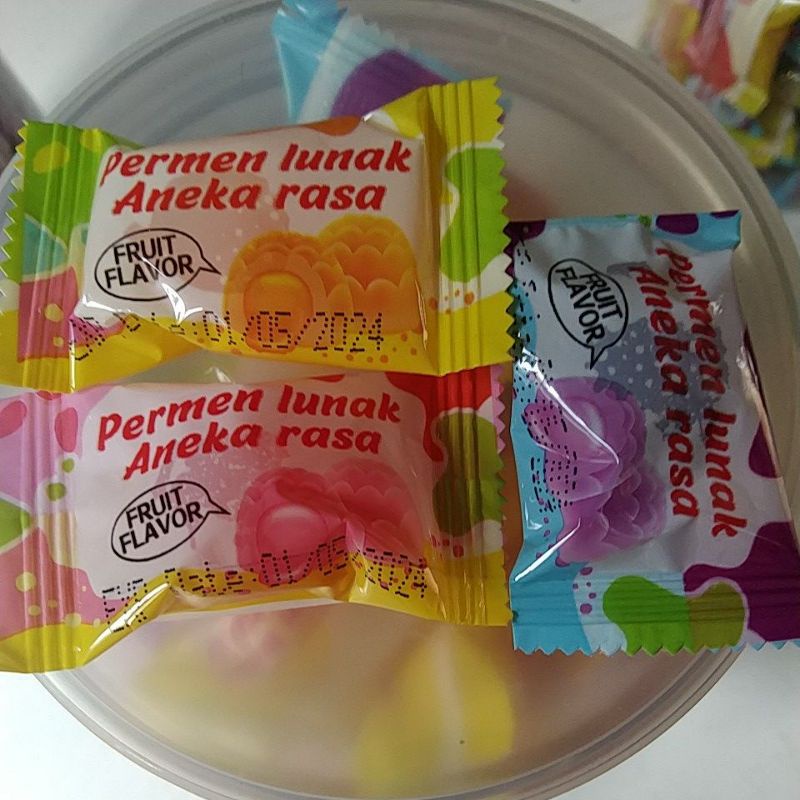 Permen lunak
Aneka rasa
FRUIT
FLAVOR
:01/05/2024
Permen lunak
Aneka rasa
FRUIT
FLAVOR
Exp Date:01/05/2024
Permen lunak
Aneka rasa
FRUIT
FLAVOR